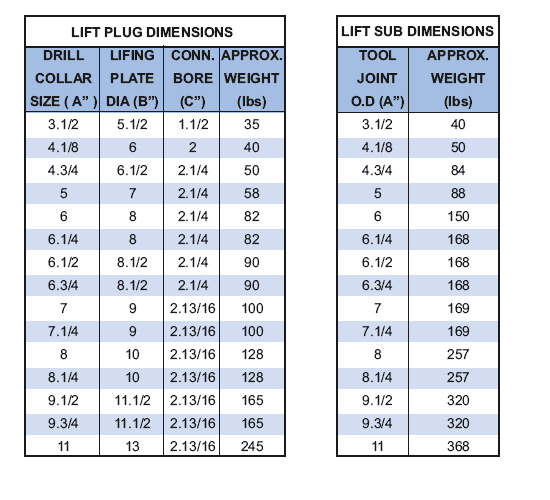 LIFT PLUG DIMENSIONS
DRILL LIFING CONN. APPROX.
COLLAR PLATE BORE WEIGHT
SIZE ( A” ) DIA (B”) (C”) (lbs)
3.1/2 5.1/2 1.1/2 35
4.1/8 6 2 40
4.3/4 6.1/2 2.1/4 50
5 7 2.1/4 58
6 8 2.1/4 82
6.1/4 8 2.1/4 82
6.1/2 8.1/2 2.1/4 90
6.3/4 8.1/2 2.1/4 90
7 9 2.13/16 100
7.1/4 9 2.13/16 100
8 10 2.13/16 128
8.1/4 10 2.13/16 128
9.1/2 11.1/2 2.13/16 165
9.3/4 11.1/2 2.13/16 165
11 13 2.13/16 245
LIFT SUB DIMENSIONS
TOOL APPROX.
JOINT WEIGHT
O.D (A”) (lbs)
3.1/2 40
4.1/8 50
4.3/4 84
5 88
6 150
6.1/4 168
6.1/2 168
6.3/4 168
7 169
7.1/4 169
8 257
8.1/4 257
9.1/2 320
9.3/4 320
11 368